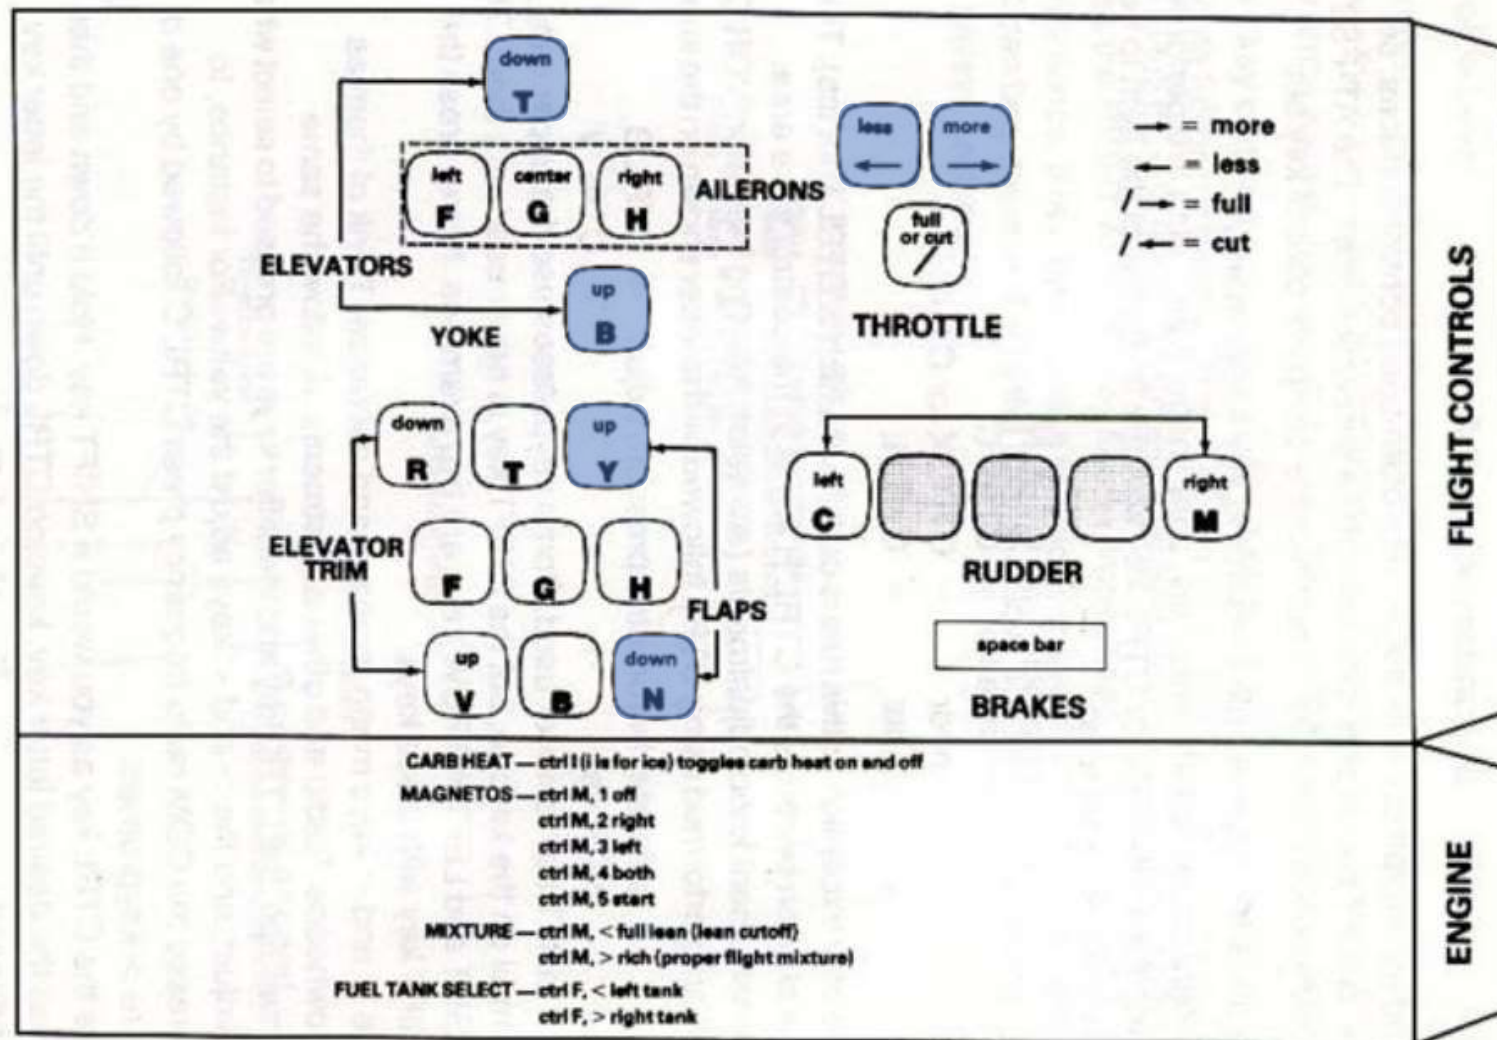 down
T
left
F
center
G
right
H
AILERONS
ELEVATORS
up
B
YOKE
less
←
more
→
full
or cut
/
THROTTLE
→ = more
← = less
/→ = full
/← = cut
down
R
T
up
Y
ELEVATOR
TRIM
F
G
H
FLAPS
up
V
B
down
N
left
C
right
M
RUDDER
space bar
BRAKES
FLIGHT CONTROLS
CARB HEAT — ctrl I (i is for ice) toggles carb heat on and off
MAGNETOS — ctrl M, 1 off
ctrl M, 2 right
ctrl M, 3 left
ctrl M, 4 both
ctrl M, 5 start
MIXTURE — ctrl M, < full lean (lean cutoff)
ctrl M, > rich (proper flight mixture)
FUEL TANK SELECT — ctrl F, < left tank
ctrl F, > right tank
ENGINE